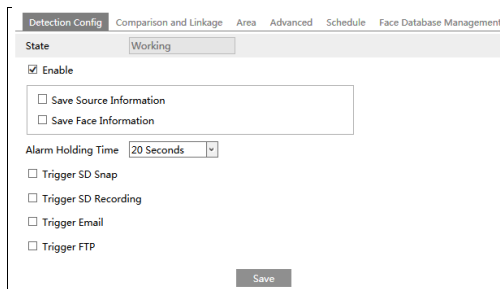 Detection Config Comparison and Linkage Area Advanced Schedule Face Database Management
State Working
Enable
Save Source Information
Save Face Information
Alarm Holding Time 20 Seconds
Trigger SD Snap
Trigger SD Recording
Trigger Email
Trigger FTP
Save